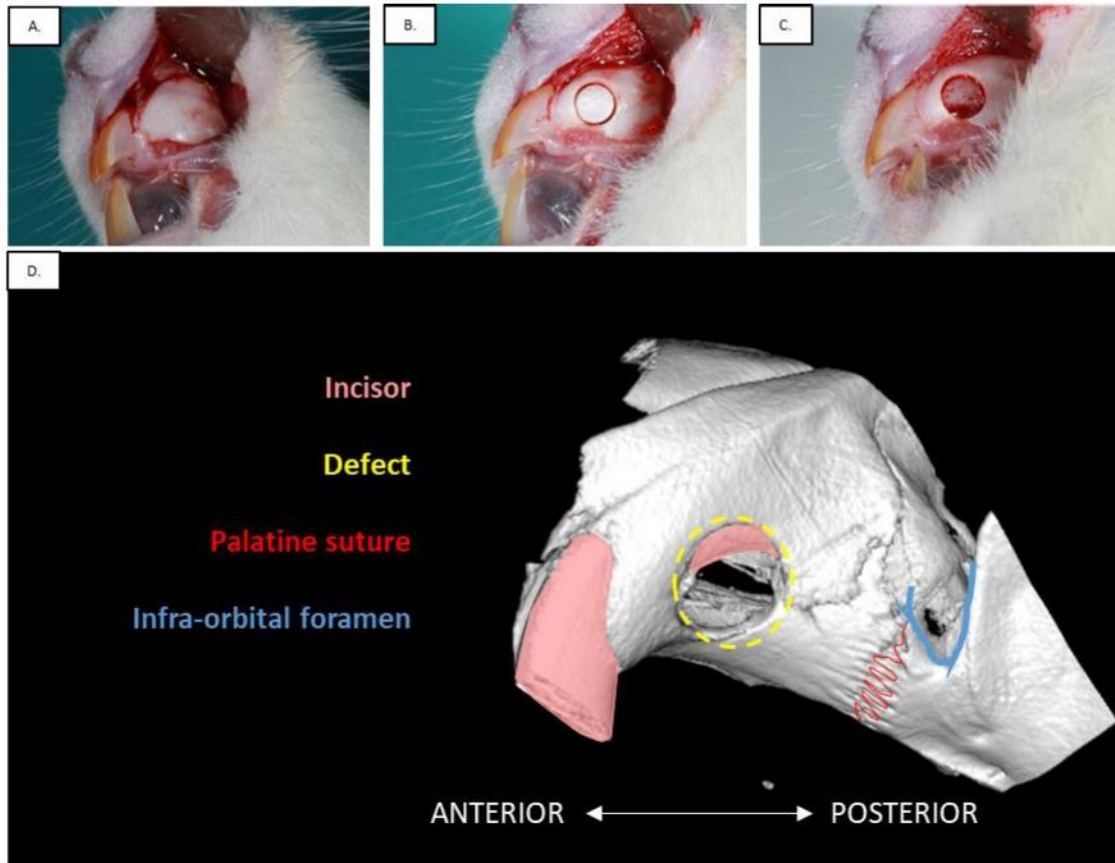 A.
B.
C.
D.
Incisor
Defect
Palatine suture
Infra-orbital foramen
ANTERIOR
POSTERIOR